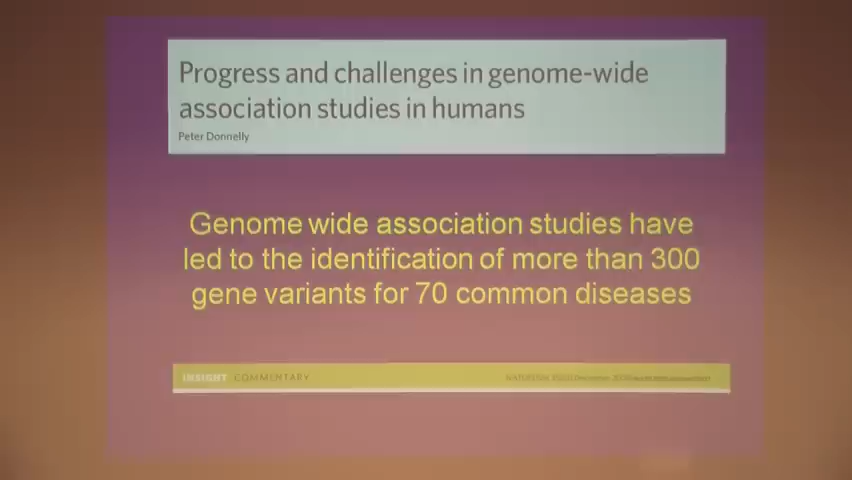 Progress and challenges in genome-wide
association studies in humans
Peter Donnelly
Genome wide association studies have
led to the identification of more than 300
gene variants for 70 common diseases
INSIGHT COMMENTARY